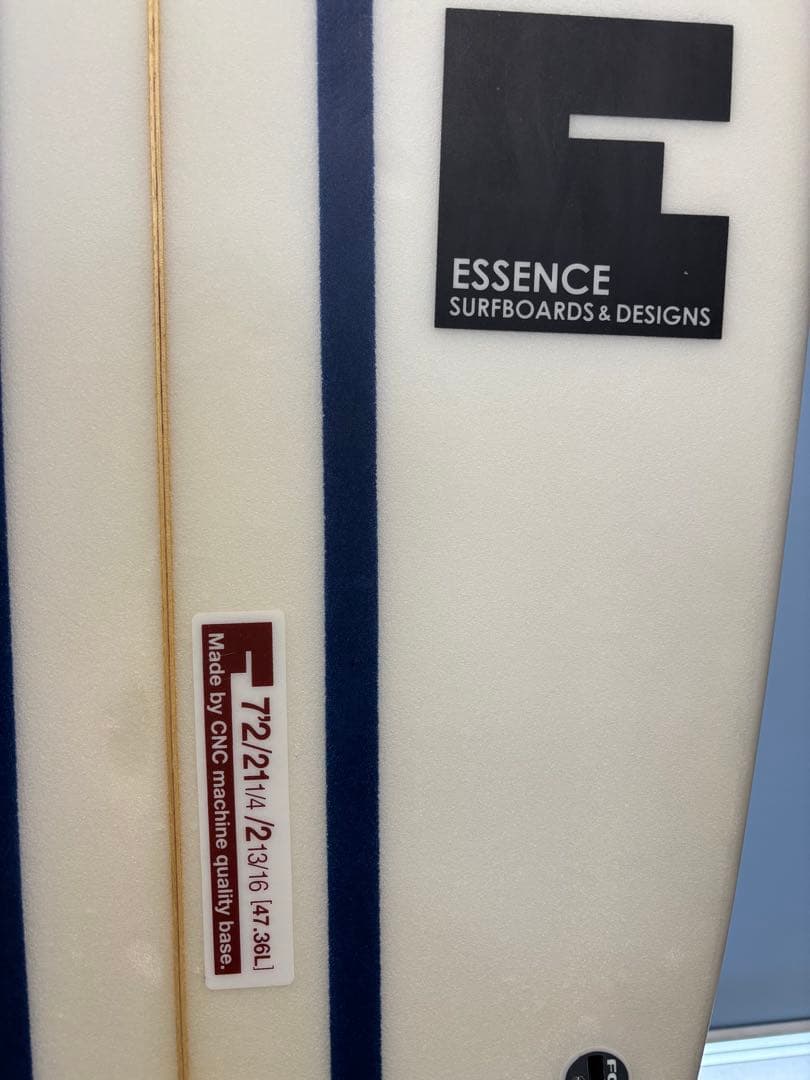 ESSENCE
SURFBOARDS & DESIGNS
7'2/21 1/4 /2 13/16 [47.36L]
Made by CNC machine quality base.